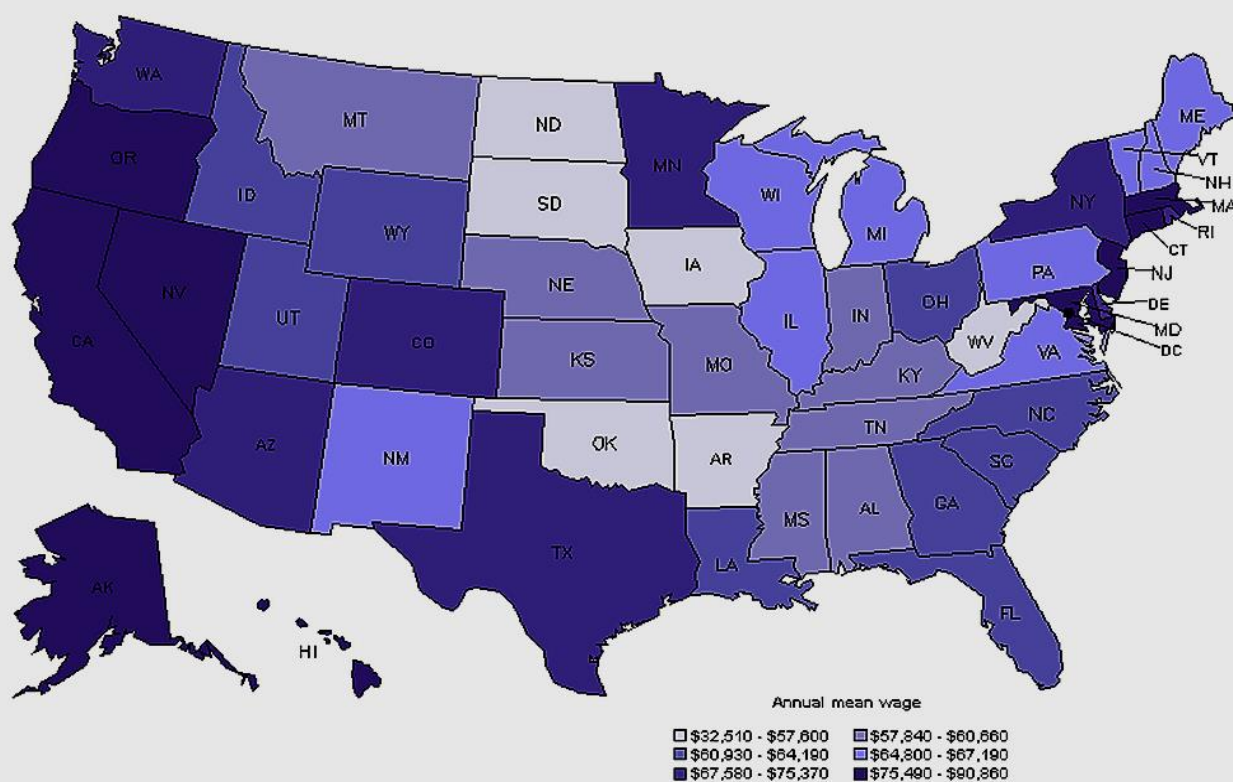 WA
MT
ND
MN
ME
VT
NH
MA
RI
CT
NJ
DE
MD
DC
OR
ID
WY
SD
WI
MI
NY
PA
NV
UT
CO
NE
IA
IL
IN
OH
WV
VA
CA
KS
MO
KY
NC
TN
AZ
NM
OK
AR
SC
MS
AL
GA
TX
LA
FL
AK
HI
Annual mean wage
$32,510 - $57,600 $57,840 - $60,660
$60,930 - $64,190 $64,800 - $67,190
$67,580 - $75,370 $75,490 - $90,860